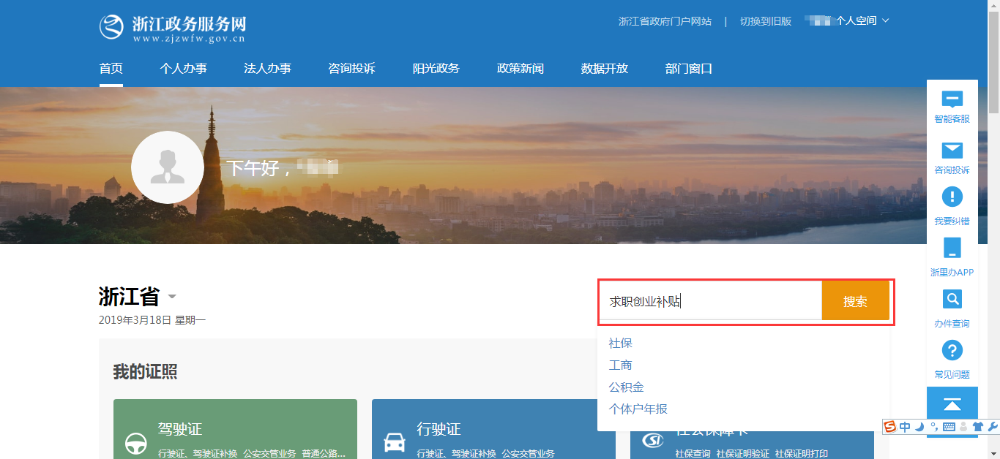 浙江政务服务网
www.zjzwfw.gov.cn
浙江省政府门户网站 | 切换到旧版 个人空间
首页 个人办事 法人办事 咨询投诉 阳光政务 政策新闻 数据开放 部门窗口
下午好，
智能客服
咨询投诉
我要纠错
浙里办APP
办件查询
常见问题
浙江省
2019年3月18日 星期一
求职创业补贴 搜索
社保
工商
公积金
个体户年报
我的证照
驾驶证
行驶证、驾驶证补换 公安交管业务 普通公路...
行驶证
行驶证、驾驶证补换 公安交管业务
社会保障卡
社保查询 社保证明验证 社保证明打印
中